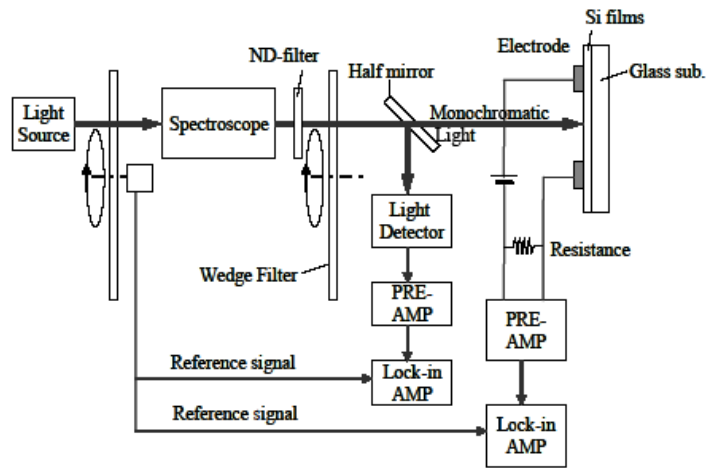 Si films
Electrode
ND-filter
Half mirror
Glass sub.
Light
Source
Spectroscope
Monochromatic
Light
Light
Detector
Wedge Filter
Resistance
PRE-
AMP
PRE-
AMP
Reference signal
Lock-in
AMP
Reference signal
Lock-in
AMP